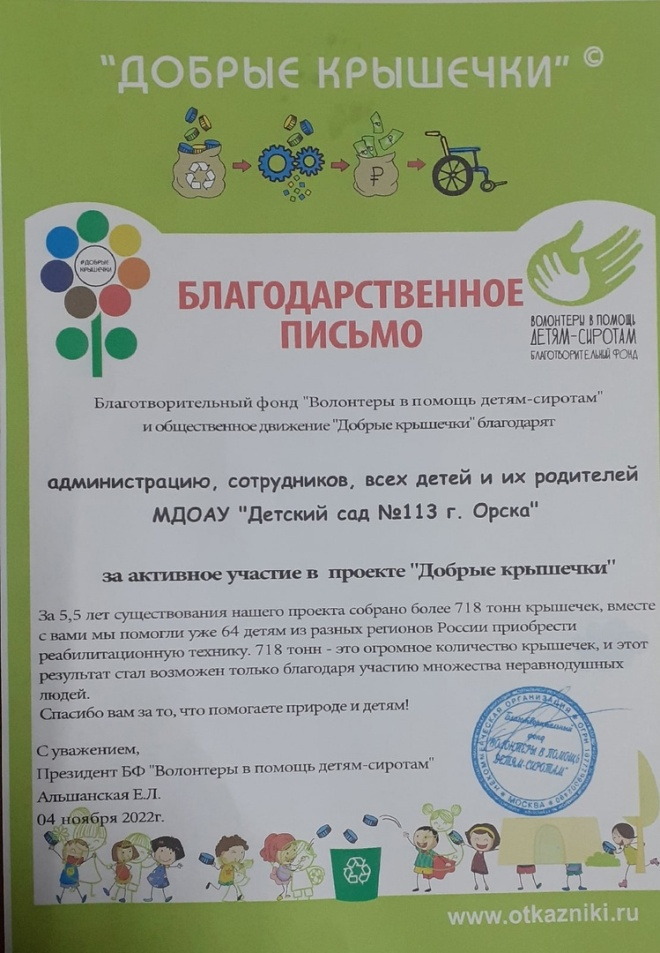 "ДОБРЫЕ КРЫШЕЧКИ" ©
₽
#ДОБРЫЕ
КРЫШЕЧКИ
БЛАГОДАРСТВЕННОЕ
ПИСЬМО
ВОЛОНТЕРЫ В ПОМОЩЬ
ДЕТЯМ-СИРОТАМ
БЛАГОТВОРИТЕЛЬНЫЙ ФОНД
Благотворительный фонд "Волонтеры в помощь детям-сиротам"
и общественное движение "Добрые крышечки" благодарят
администрацию, сотрудников, всех детей и их родителей
МДОАУ "Детский сад №113 г. Орска"
за активное участие в проекте "Добрые крышечки"
За 5,5 лет существования нашего проекта собрано более 718 тонн крышечек, вместе
с вами мы помогли уже 64 детям из разных регионов России приобрести
реабилитационную технику. 718 тонн - это огромное количество крышечек, и этот
результат стал возможен только благодаря участию множества неравнодушных
людей.
Спасибо вам за то, что помогаете природе и детям!
С уважением,
Президент БФ "Волонтеры в помощь детям-сиротам"
Альшанская Е.Л.
04 ноября 2022г.
НЕКОММЕРЧЕСКАЯ ОРГАНИЗАЦИЯ
ОГРН
Благотворительный
фонд
"ВОЛОНТЕРЫ В ПОМОЩЬ
ДЕТЯМ-СИРОТАМ"
МОСКВА
www.otkazniki.ru